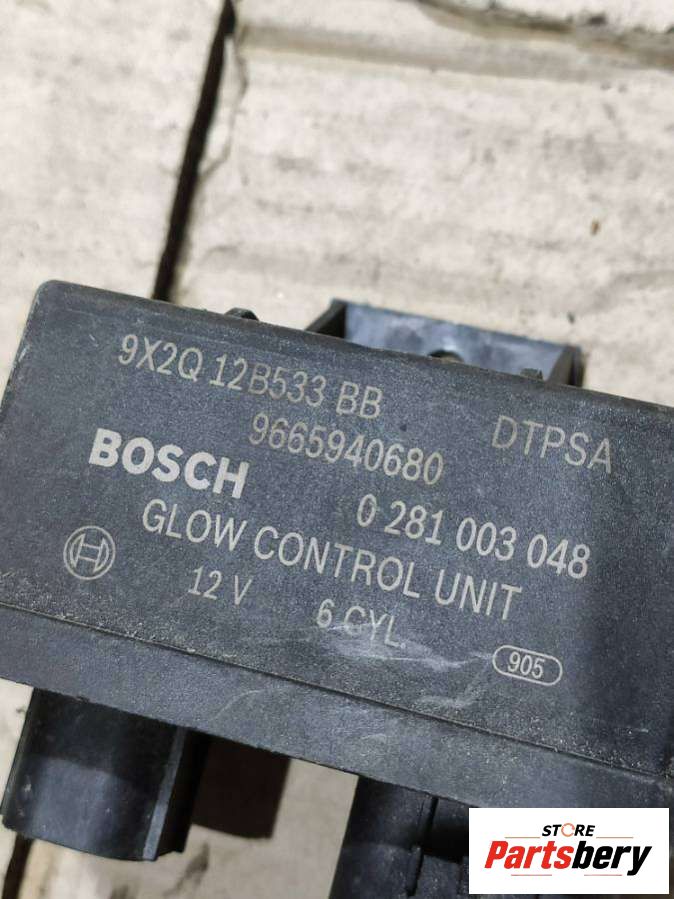 9X2Q 12B533 BB
9665940680 DTPSA
BOSCH 0 281 003 048
GLOW CONTROL UNIT
12 V 6 CYL.
905
STORE
Partsbery